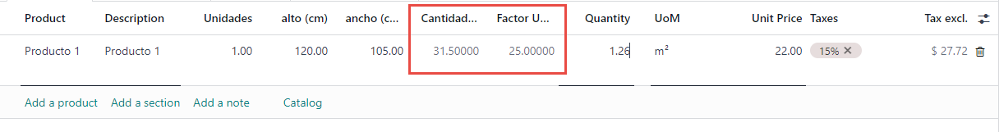 Product Description Unidades alto (cm) ancho (c... Cantidad... Factor U... Quantity UoM Unit Price Taxes Tax excl.
Producto 1 Producto 1 1.00 120.00 105.00 31.50000 25.00000 1.26 m² 22.00 15% × $ 27.72
Add a product Add a section Add a note Catalog